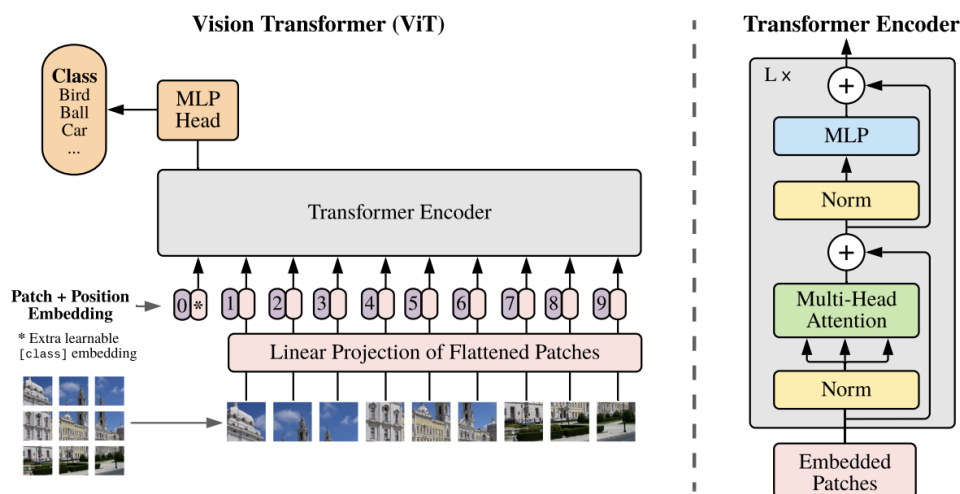 Vision Transformer (ViT)
Class
Bird
Ball
Car
...
MLP
Head
Transformer Encoder
Patch + Position
Embedding
0 * 1 2 3 4 5 6 7 8 9
* Extra learnable
[class] embedding
Linear Projection of Flattened Patches
Transformer Encoder
L ×
+
MLP
Norm
+
Multi-Head
Attention
Norm
Embedded
Patches